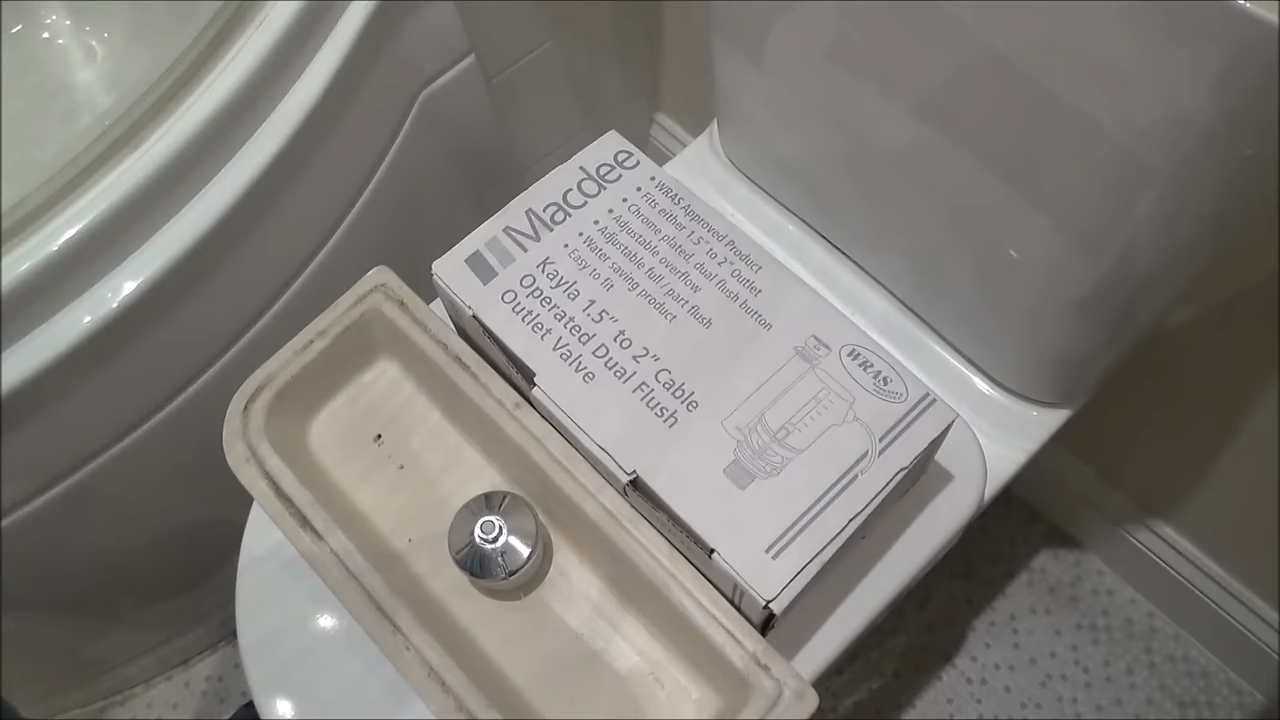 Macdee
• WRAS Approved Product
• Fits either 1.5" to 2" Outlet
• Chrome plated, dual flush button
• Adjustable overflow
• Adjustable full / part flush
• Water saving product
• Easy to fit
Kayla 1.5" to 2" Cable
Operated Dual Flush
Outlet Valve
WRAS